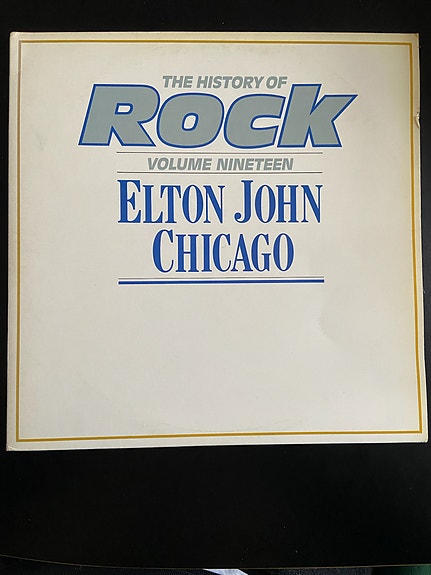 THE HISTORY OF
ROCK
VOLUME NINETEEN
ELTON JOHN
CHICAGO